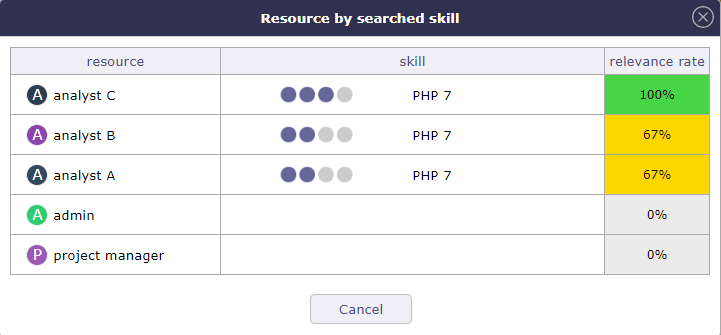 Resource by searched skill
resource skill relevance rate
A analyst C PHP 7 100%
A analyst B PHP 7 67%
A analyst A PHP 7 67%
A admin 0%
P project manager 0%
Cancel